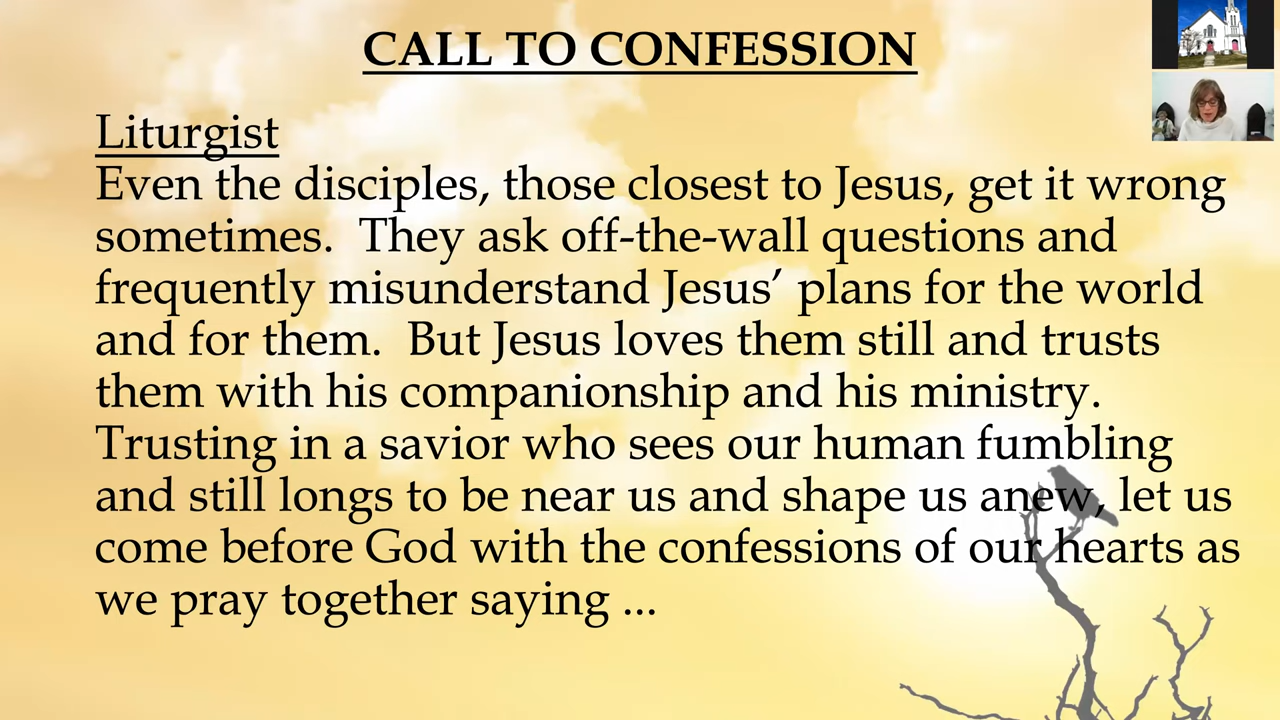 CALL TO CONFESSION
Liturgist
Even the disciples, those closest to Jesus, get it wrong
sometimes.  They ask off-the-wall questions and
frequently misunderstand Jesus’ plans for the world
and for them.  But Jesus loves them still and trusts
them with his companionship and his ministry.
Trusting in a savior who sees our human fumbling
and still longs to be near us and shape us anew, let us
come before God with the confessions of our hearts as
we pray together saying ...